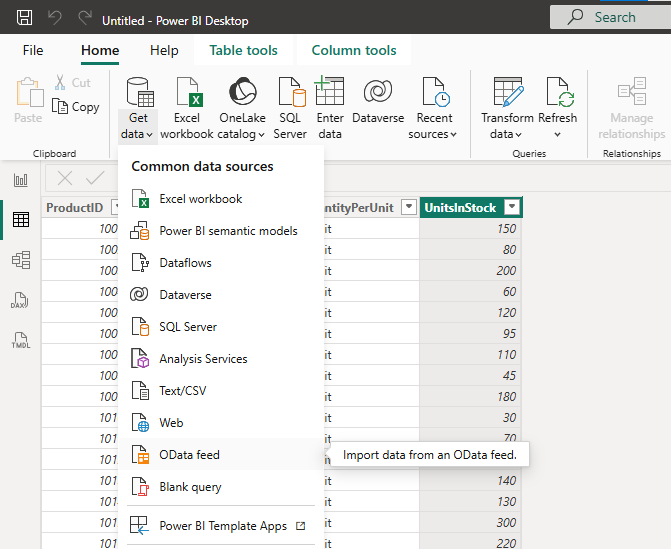 Untitled - Power BI Desktop
Search
File Home Help Table tools Column tools
Paste
Cut
Copy
Get data
Excel workbook
OneLake catalog
SQL Server
Enter data
Dataverse
Recent sources
Transform data
Refresh
Manage relationships
Clipboard
Queries
Relationships
Common data sources
Excel workbook
Power BI semantic models
Dataflows
Dataverse
SQL Server
Analysis Services
Text/CSV
Web
OData feed
Import data from an OData feed.
Blank query
Power BI Template Apps
DAX
TMDL
ProductID
ntityPerUnit
UnitsInStock
100 it 150
100 it 80
100 it 200
100 it 60
100 it 120
100 it 95
100 it 110
100 it 45
100 it 180
101 it 30
101 it 70
101
101 it 140
101 it 130
101 it 300
101 it 220